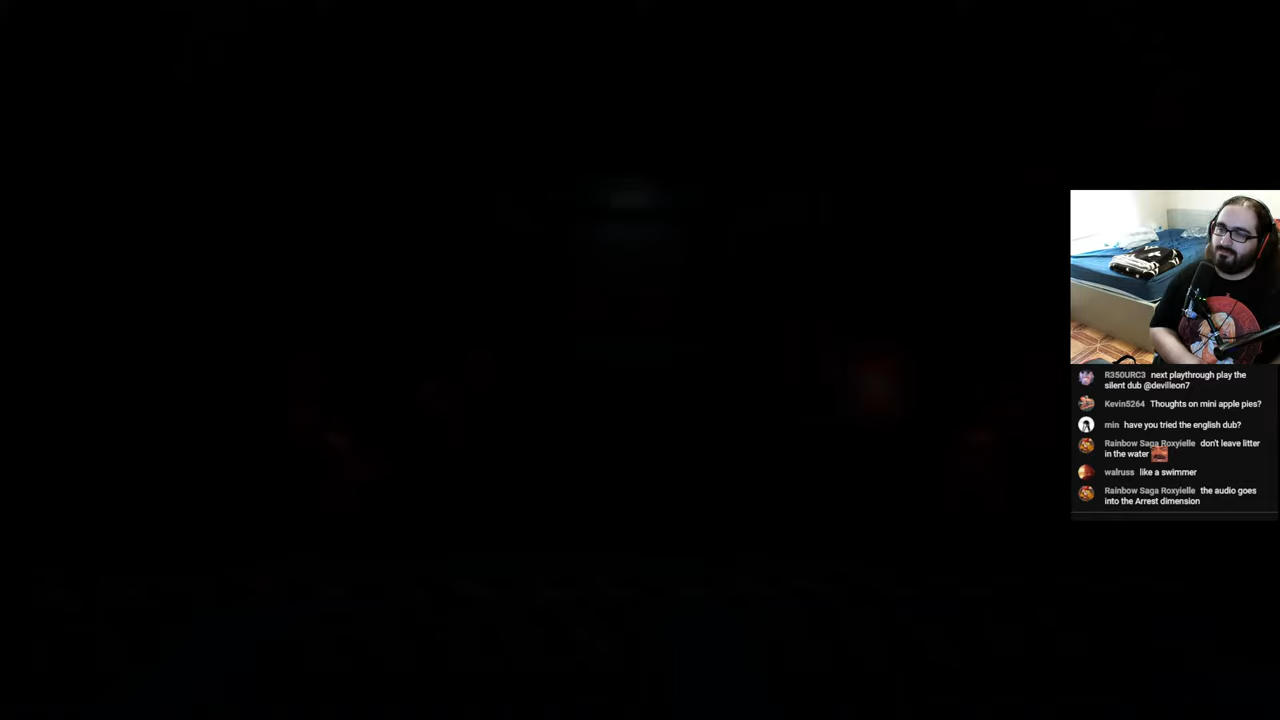 R350URC3 next playthrough play the
silent dub @devilleon7
Kevin5264 Thoughts on mini apple pies?
min have you tried the english dub?
Rainbow Saga Roxyielle don't leave litter
in the water
walruss like a swimmer
Rainbow Saga Roxyielle the audio goes
into the Arrest dimension